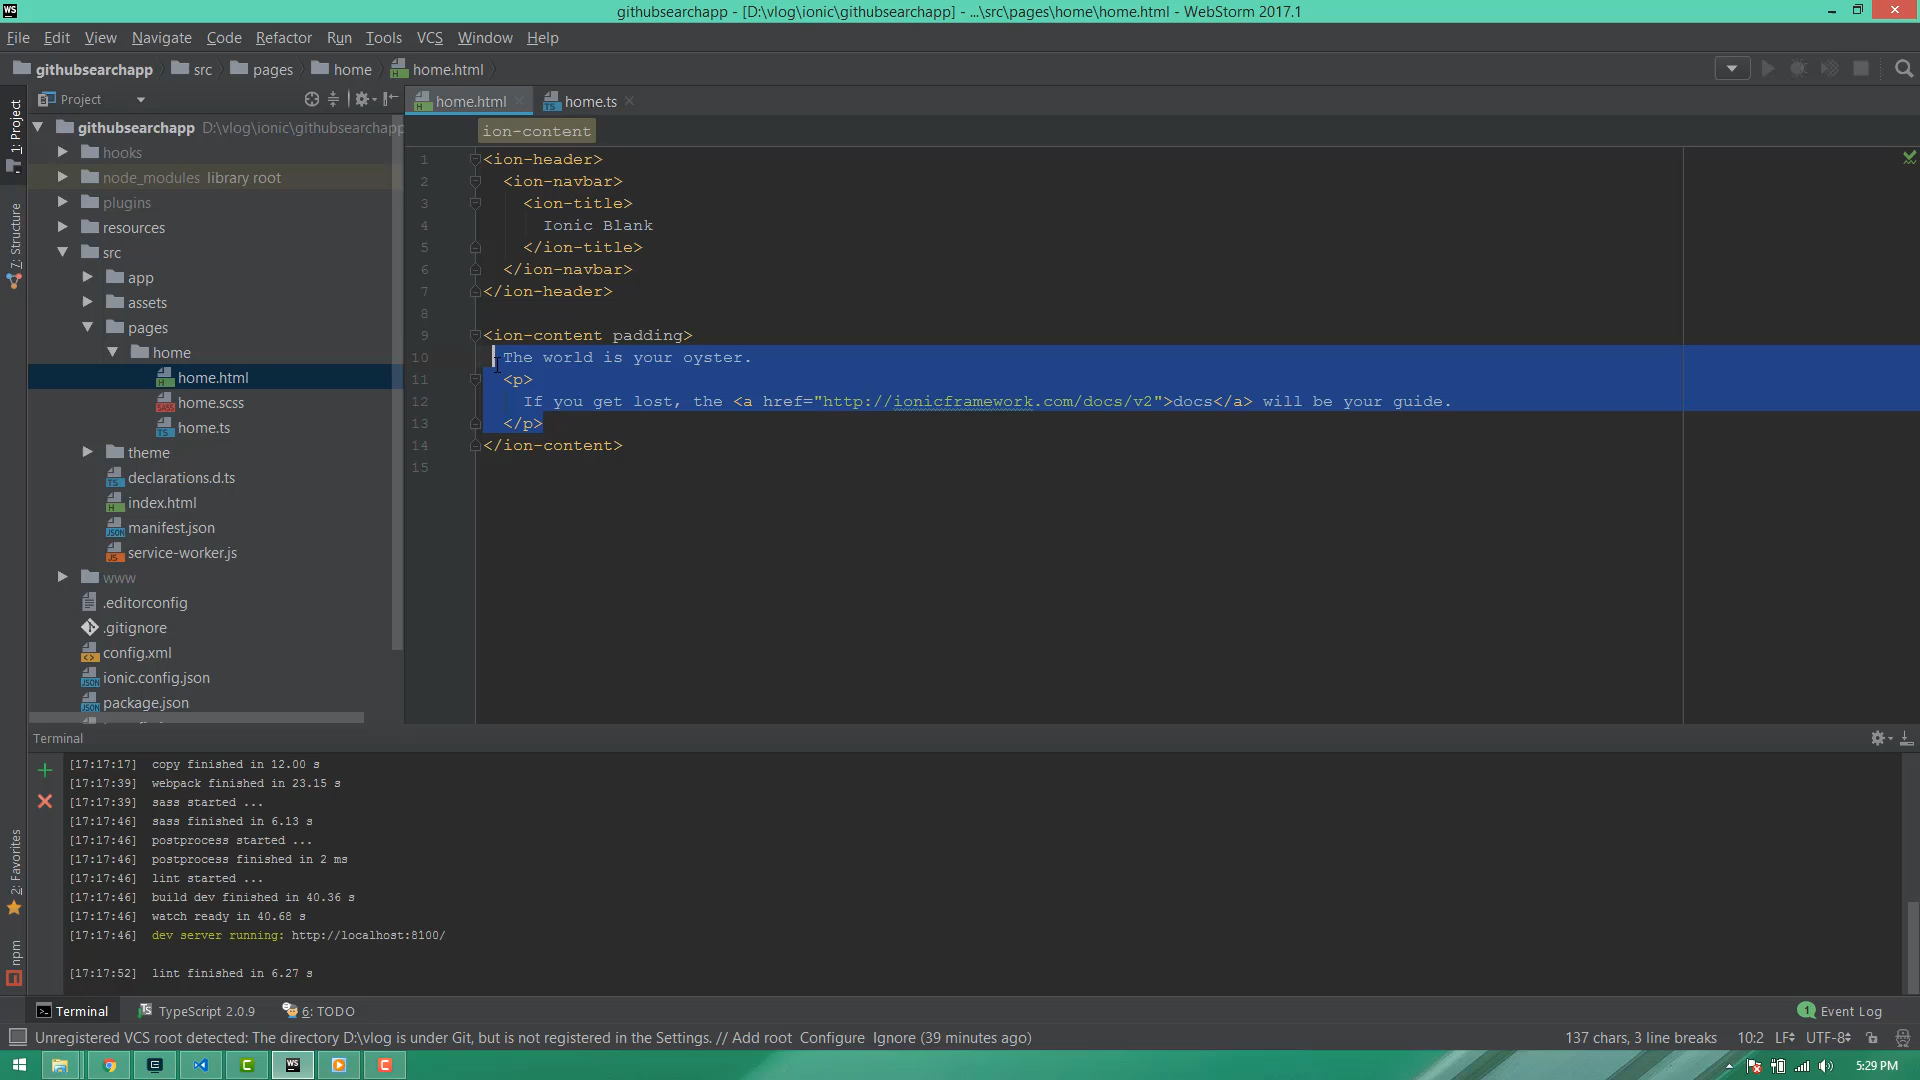 WS githubsearchapp - [D:\vlog\ionic\githubsearchapp] - ...\src\pages\home\home.html - WebStorm 2017.1
File Edit View Navigate Code Refactor Run Tools VCS Window Help
githubsearchapp src pages home home.html
Project
home.html home.ts
1: Project
7: Structure
2: Favorites
npm
githubsearchapp D:\vlog\ionic\githubsearchapp
hooks
node_modules library root
plugins
resources
src
app
assets
pages
home
home.html
home.scss
home.ts
theme
declarations.d.ts
index.html
manifest.json
service-worker.js
www
.editorconfig
.gitignore
config.xml
ionic.config.json
package.json
ion-content
1 <ion-header>
2 <ion-navbar>
3 <ion-title>
4 Ionic Blank
5 </ion-title>
6 </ion-navbar>
7 </ion-header>
8
9 <ion-content padding>
10 The world is your oyster.
11 <p>
12 If you get lost, the <a href="http://ionicframework.com/docs/v2">docs</a> will be your guide.
13 </p>
14 </ion-content>
15
Terminal
[17:17:17] copy finished in 12.00 s
[17:17:39] webpack finished in 23.15 s
[17:17:39] sass started ...
[17:17:46] sass finished in 6.13 s
[17:17:46] postprocess started ...
[17:17:46] postprocess finished in 2 ms
[17:17:46] lint started ...
[17:17:46] build dev finished in 40.36 s
[17:17:46] watch ready in 40.68 s
[17:17:46] dev server running: http://localhost:8100/
[17:17:52] lint finished in 6.27 s
Terminal TypeScript 2.0.9 6: TODO 1 Event Log
Unregistered VCS root detected: The directory D:\vlog is under Git, but is not registered in the Settings. // Add root Configure Ignore (39 minutes ago) 137 chars, 3 line breaks 10:2 LF UTF-8
5:29 PM